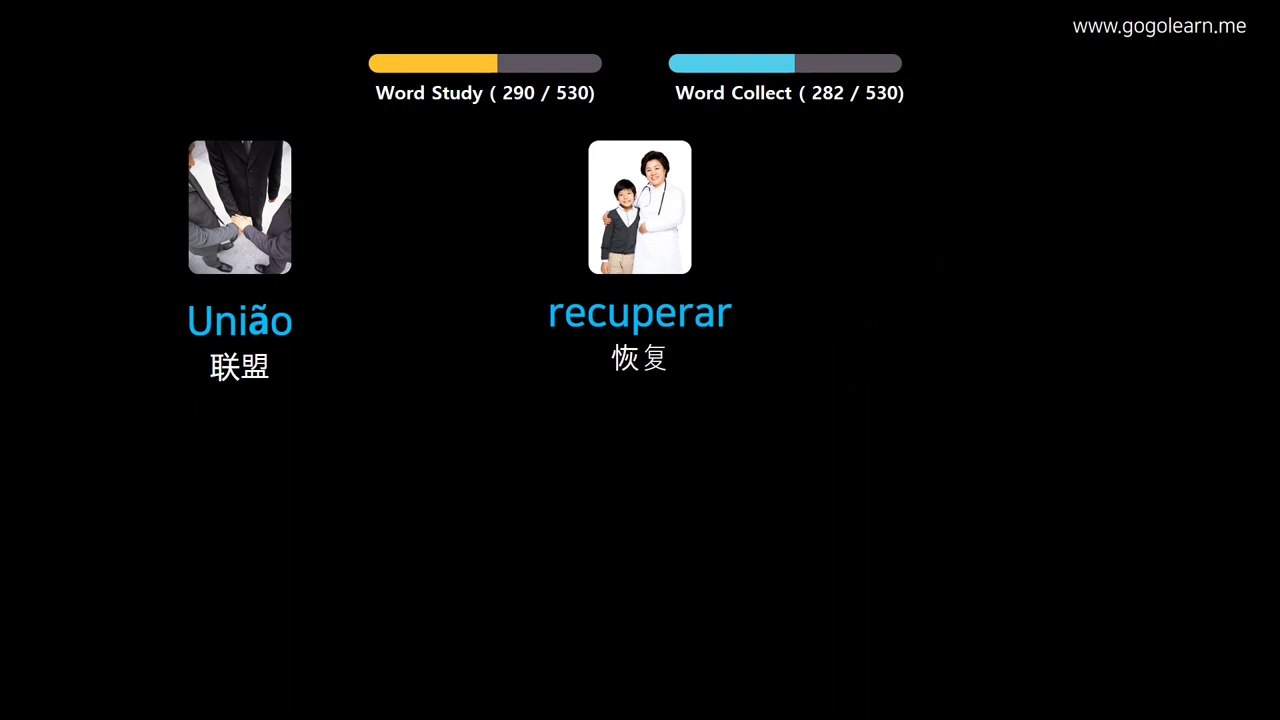 www.gogolearn.me
Word Study ( 290 / 530)
Word Collect ( 282 / 530)
União
recuperar
联盟
恢复